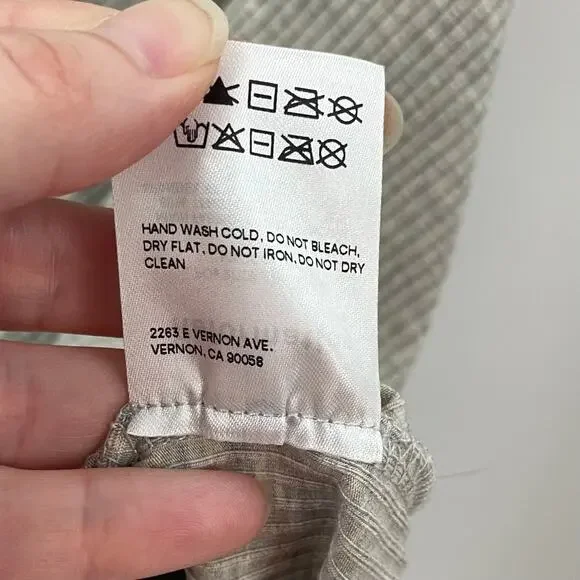 HAND WASH COLD, DO NOT BLEACH,
DRY FLAT, DO NOT IRON, DO NOT DRY
CLEAN
2263 E VERNON AVE.
VERNON, CA 90058